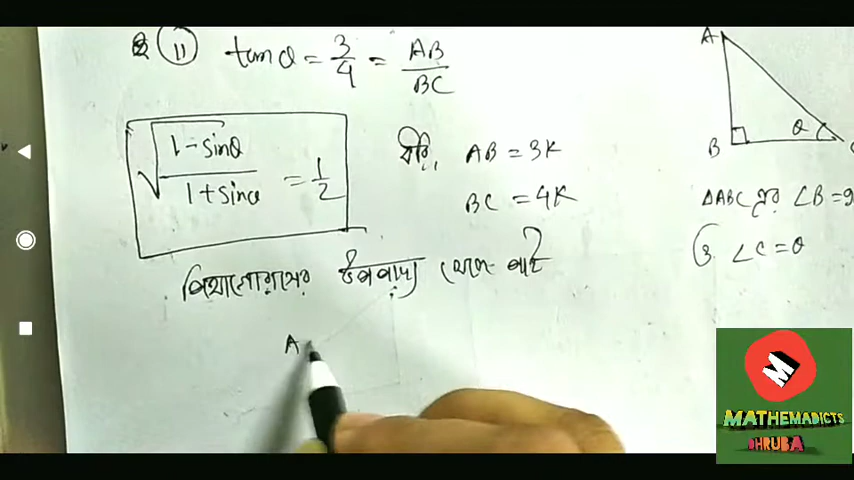 (ii) tanθ = 3/4 = AB/BC
√((1-sinθ)/(1+sinθ)) = 1/2
ধরি, AB = 3K
BC = 4K
A
B
θ
ΔABC এর ∠B = 9
ও ∠C = θ
পিথাগোরাসের উপপাদ্য থেকে পাই
A
M
MATHEMADICTS
DHRUBA